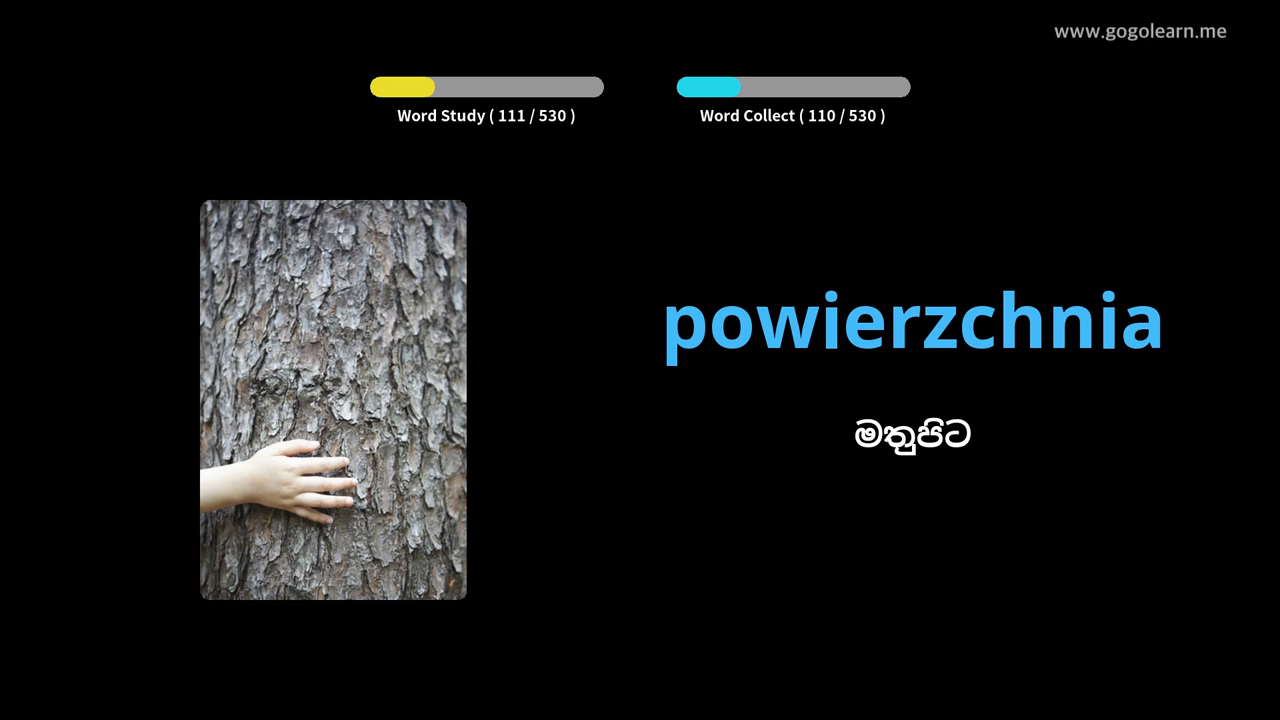 www.gogolearn.me
Word Study ( 111 / 530 )
Word Collect ( 110 / 530 )
powierzchnia
මතුපිට